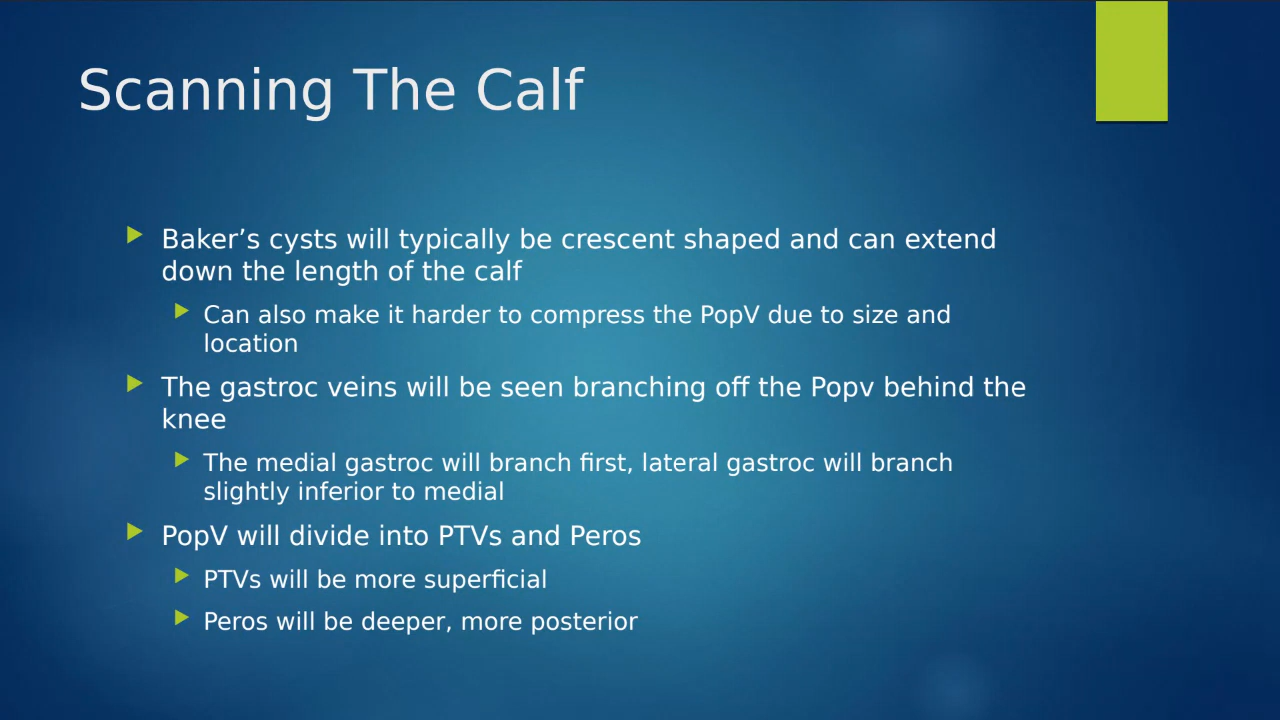 Scanning The Calf
Baker’s cysts will typically be crescent shaped and can extend
down the length of the calf
Can also make it harder to compress the PopV due to size and
location
The gastroc veins will be seen branching off the Popv behind the
knee
The medial gastroc will branch first, lateral gastroc will branch
slightly inferior to medial
PopV will divide into PTVs and Peros
PTVs will be more superficial
Peros will be deeper, more posterior